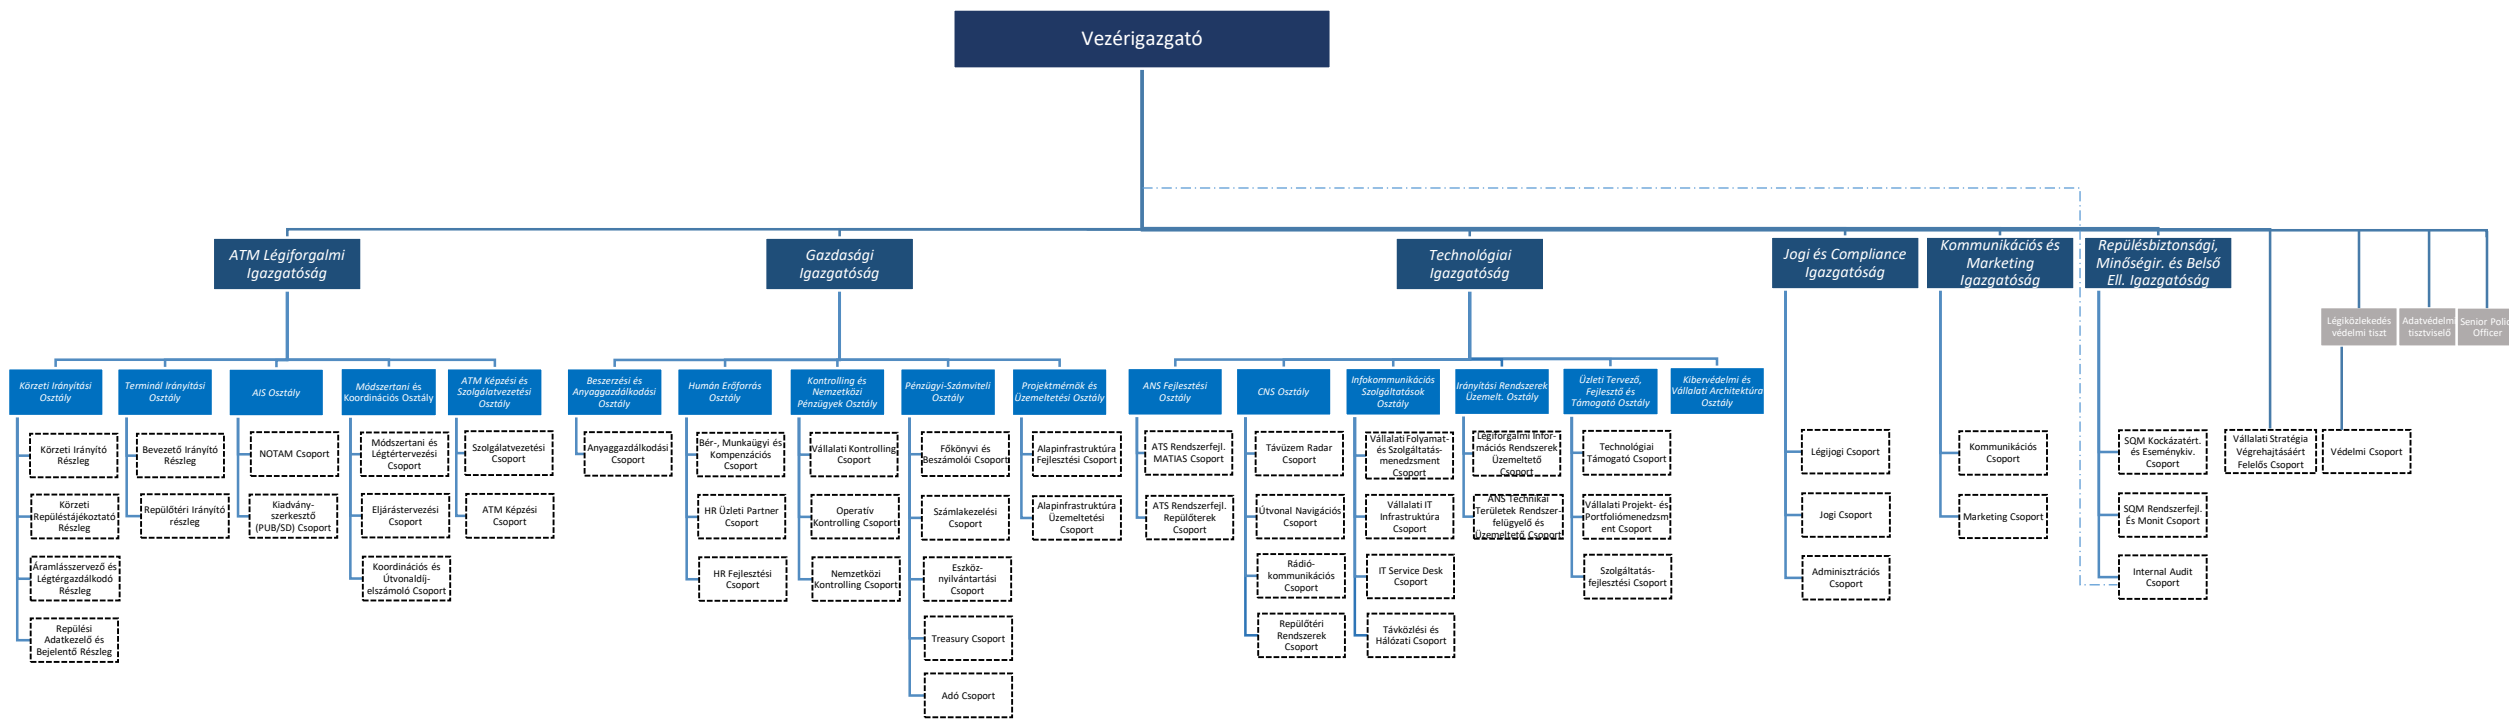 Vezérigazgató
ATM Légiforgalmi
Igazgatóság
Gazdasági
Igazgatóság
Technológiai
Igazgatóság
Jogi és Compliance
Igazgatóság
Kommunikációs és
Marketing
Igazgatóság
Repülésbiztonsági,
Minőségir. és Belső
Ell. Igazgatóság
Légiközlekedés
védelmi tiszt
Adatvédelmi
tisztviselő
Senior Policy
Officer
Körzeti Irányítási
Osztály
Terminál Irányítási
Osztály
AIS Osztály
Módszertani és
Koordinációs Osztály
ATM Képzési és
Szolgálatvezetési
Osztály
Beszerzési és
Anyaggazdálkodási
Osztály
Humán Erőforrás
Osztály
Kontrolling és
Nemzetközi
Pénzügyek Osztály
Pénzügyi-Számviteli
Osztály
Projektmérnök és
Üzemeltetési Osztály
ANS Fejlesztési
Osztály
CNS Osztály
Infokommunikációs
Szolgáltatások
Osztály
Irányítási Rendszerek
Üzemelt. Osztály
Üzleti Tervező,
Fejlesztő és
Támogató Osztály
Kibervédelmi és
Vállalati Architektúra
Osztály
Körzeti Irányító
Részleg
Körzeti
Repüléstájékoztató
Részleg
Áramlásszervező és
Légtérgazdálkodó
Részleg
Repülési
Adatkezelő és
Bejelentő Részleg
Bevezető Irányító
Részleg
Repülőtéri Irányító
részleg
NOTAM Csoport
Kiadvány-
szerkesztő
(PUB/SD) Csoport
Módszertani és
Légtértervezési
Csoport
Eljárástervezési
Csoport
Koordinációs és
Útvonaldíj-
elszámoló Csoport
Szolgálatvezetési
Csoport
ATM Képzési
Csoport
Anyaggazdálkodási
Csoport
Bér-, Munkaügyi és
Kompenzációs
Csoport
HR Üzleti Partner
Csoport
HR Fejlesztési
Csoport
Vállalati Kontrolling
Csoport
Operatív
Kontrolling Csoport
Nemzetközi
Kontrolling Csoport
Főkönyvi és
Beszámolói Csoport
Számlakezelési
Csoport
Eszköz-
nyilvántartási
Csoport
Treasury Csoport
Adó Csoport
Alapinfrastruktúra
Fejlesztési Csoport
Alapinfrastruktúra
Üzemeltetési
Csoport
ATS Rendszerfejl.
MATIAS Csoport
ATS Rendszerfejl.
Repülőterek
Csoport
Távüzem Radar
Csoport
Útvonal Navigációs
Csoport
Rádió-
kommunikációs
Csoport
Repülőtéri
Rendszerek
Csoport
Vállalati Folyamat-
és Szolgáltatás-
menedzsment
Csoport
Vállalati IT
Infrastruktúra
Csoport
IT Service Desk
Csoport
Távközlési és
Hálózati Csoport
Légiforgalmi Infor-
mációs Rendszerek
Üzemeltető
Csoport
ANS Technikai
Területek Rendszer-
felügyelő és
Üzemeltető Csoport
Technológiai
Támogató Csoport
Vállalati Projekt- és
Portfoliómenedzsm
ent Csoport
Szolgáltatás-
fejlesztési Csoport
Légijogi Csoport
Jogi Csoport
Adminisztrációs
Csoport
Kommunikációs
Csoport
Marketing Csoport
SQM Kockázatért.
és Eseménykiv.
Csoport
SQM Rendszerfejl.
És Monit Csoport
Internal Audit
Csoport
Vállalati Stratégia
Végrehajtásáért
Felelős Csoport
Védelmi Csoport